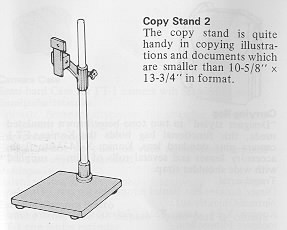 Copy Stand 2
The copy stand is quite
handy in copying illustra-
tions and documents which
are smaller than 10-5/8″ ×
13-3/4″ in format.